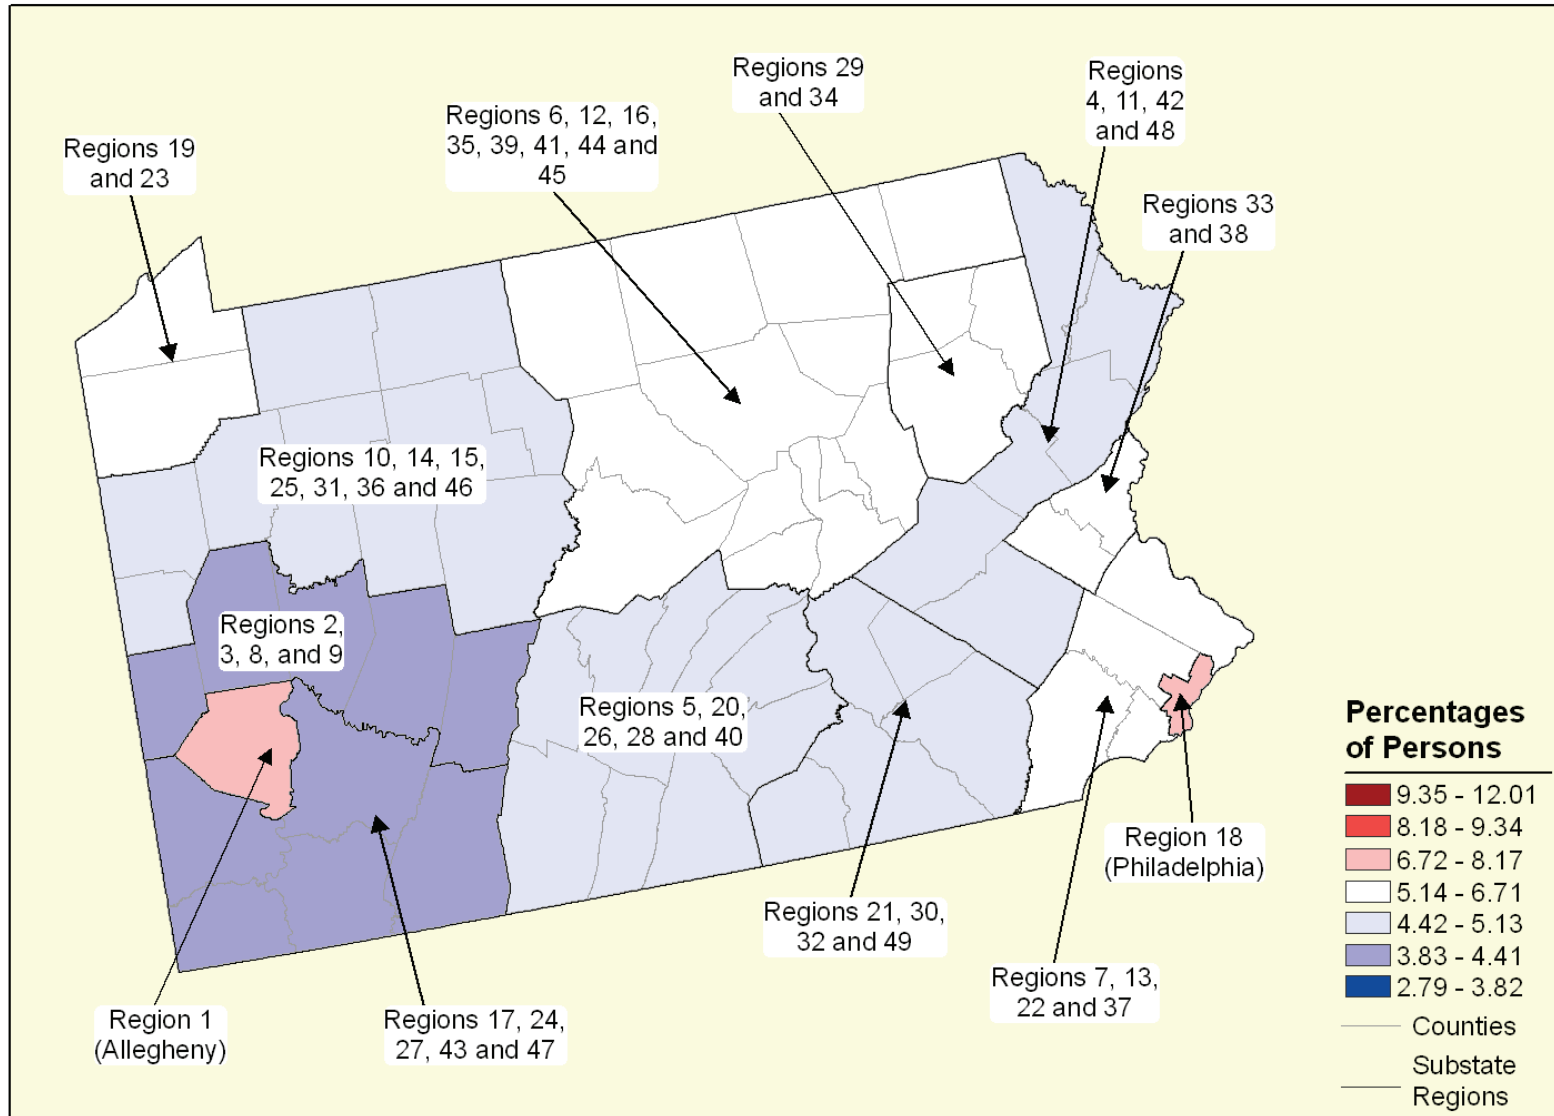 Regions 29
and 34
Regions
4, 11, 42
and 48
Regions 6, 12, 16,
35, 39, 41, 44 and
45
Regions 19
and 23
Regions 33
and 38
Regions 10, 14, 15,
25, 31, 36 and 46
Regions 2,
3, 8, and 9
Regions 5, 20,
26, 28 and 40
Percentages
of Persons
9.35 - 12.01
8.18 - 9.34
6.72 - 8.17
5.14 - 6.71
4.42 - 5.13
3.83 - 4.41
2.79 - 3.82
Counties
Substate
Regions
Region 18
(Philadelphia)
Regions 21, 30,
32 and 49
Regions 7, 13,
22 and 37
Region 1
(Allegheny)
Regions 17, 24,
27, 43 and 47